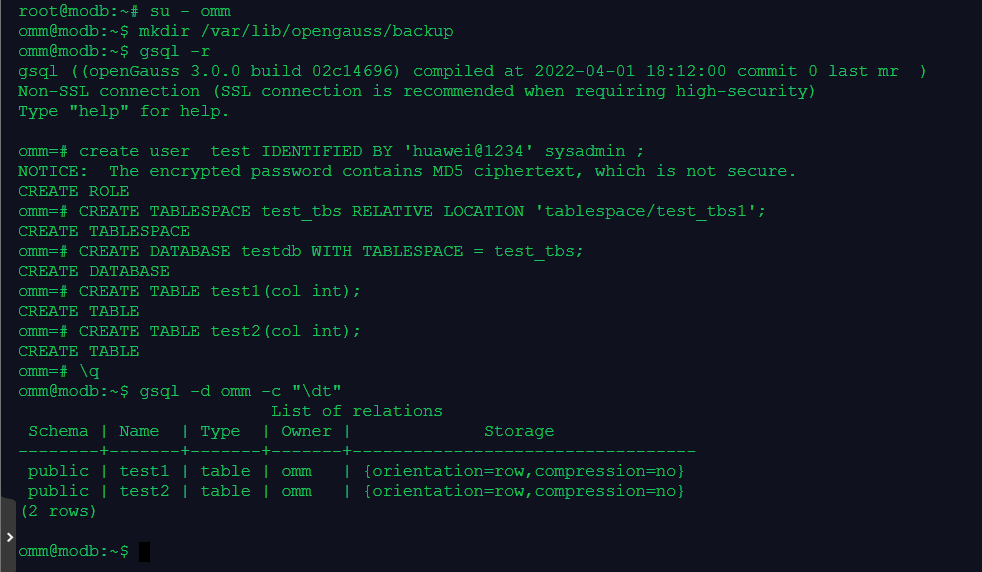 root@modb:~# su - omm
omm@modb:~$ mkdir /var/lib/opengauss/backup
omm@modb:~$ gsql -r
gsql ((openGauss 3.0.0 build 02c14696) compiled at 2022-04-01 18:12:00 commit 0 last mr  )
Non-SSL connection (SSL connection is recommended when requiring high-security)
Type "help" for help.

omm=# create user  test IDENTIFIED BY 'huawei@1234' sysadmin ;
NOTICE:  The encrypted password contains MD5 ciphertext, which is not secure.
CREATE ROLE
omm=# CREATE TABLESPACE test_tbs RELATIVE LOCATION 'tablespace/test_tbs1';
CREATE TABLESPACE
omm=# CREATE DATABASE testdb WITH TABLESPACE = test_tbs;
CREATE DATABASE
omm=# CREATE TABLE test1(col int);
CREATE TABLE
omm=# CREATE TABLE test2(col int);
CREATE TABLE
omm=# \q
omm@modb:~$ gsql -d omm -c "\dt"
                         List of relations
 Schema | Name  | Type  | Owner |             Storage
--------+-------+-------+-------+----------------------------------
 public | test1 | table | omm   | {orientation=row,compression=no}
 public | test2 | table | omm   | {orientation=row,compression=no}
(2 rows)

omm@modb:~$